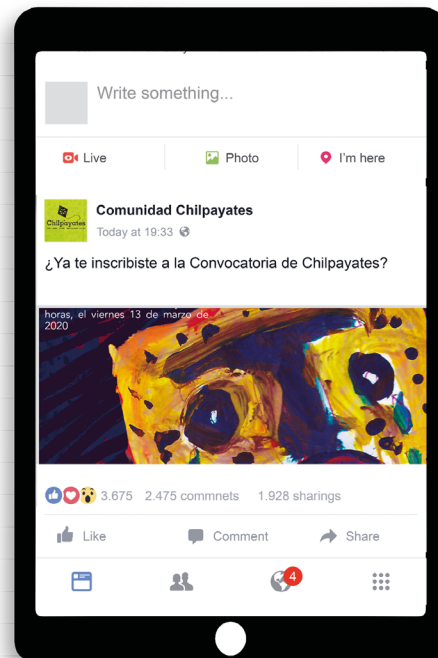 Write something...
Live
Photo
I'm here
Chilpayates
Comunidad Chilpayates
Today at 19:33
¿Ya te inscribiste a la Convocatoria de Chilpayates?
horas, el viernes 13 de marzo de
2020
3.675 2.475 commnets 1.928 sharings
Like
Comment
Share
4